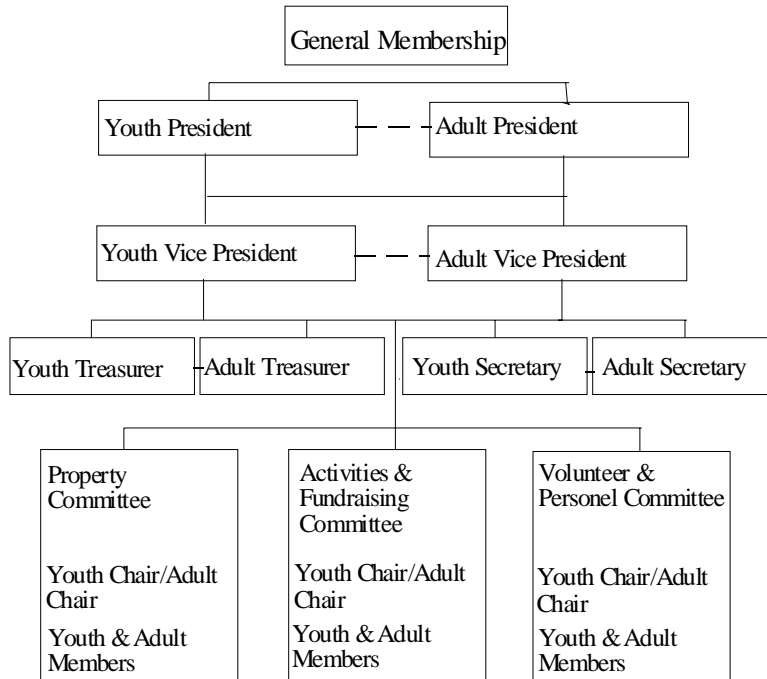 General Membership
Youth President
Adult President
Youth Vice President
Adult Vice President
Youth Treasurer
Adult Treasurer
Youth Secretary
Adult Secretary
Property
Committee
Youth Chair/Adult
Chair
Youth & Adult
Members
Activities &
Fundraising
Committee
Youth Chair/Adult
Chair
Youth & Adult
Members
Volunteer &
Personel Committee
Youth Chair/Adult
Chair
Youth & Adult
Members